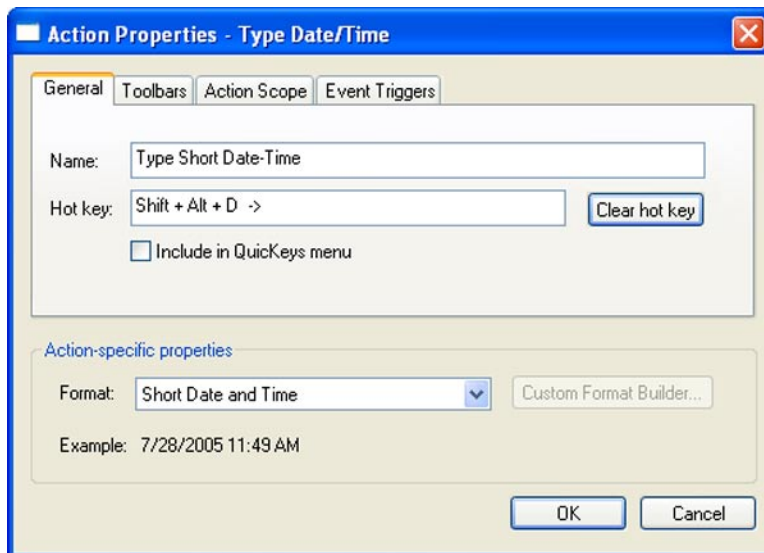 Action Properties - Type Date/Time
General Toolbars Action Scope Event Triggers
Name: Type Short Date-Time
Hot key: Shift + Alt + D -> Clear hot key
Include in QuicKeys menu
Action-specific properties
Format: Short Date and Time Custom Format Builder...
Example: 7/28/2005 11:49 AM
OK Cancel